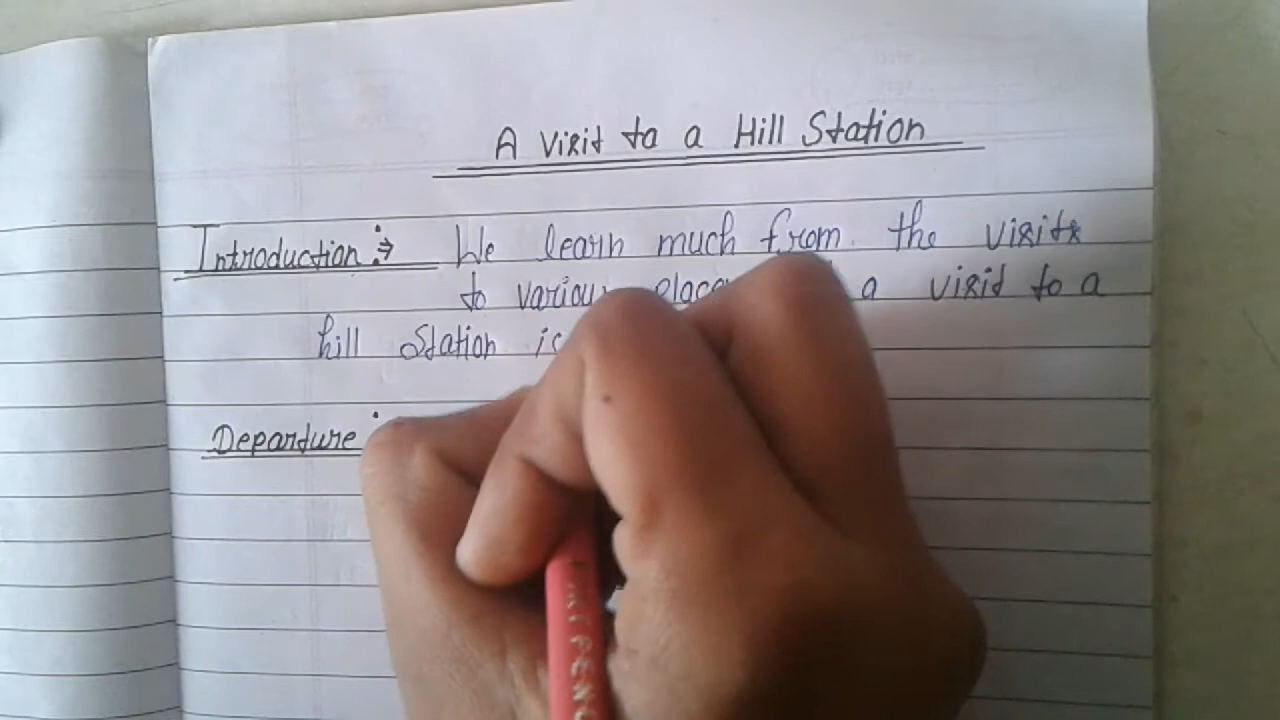 A Visit to a Hill Station
Introduction :⇒ We learn much from the visits
to various a visit to a
hill Station
Departure